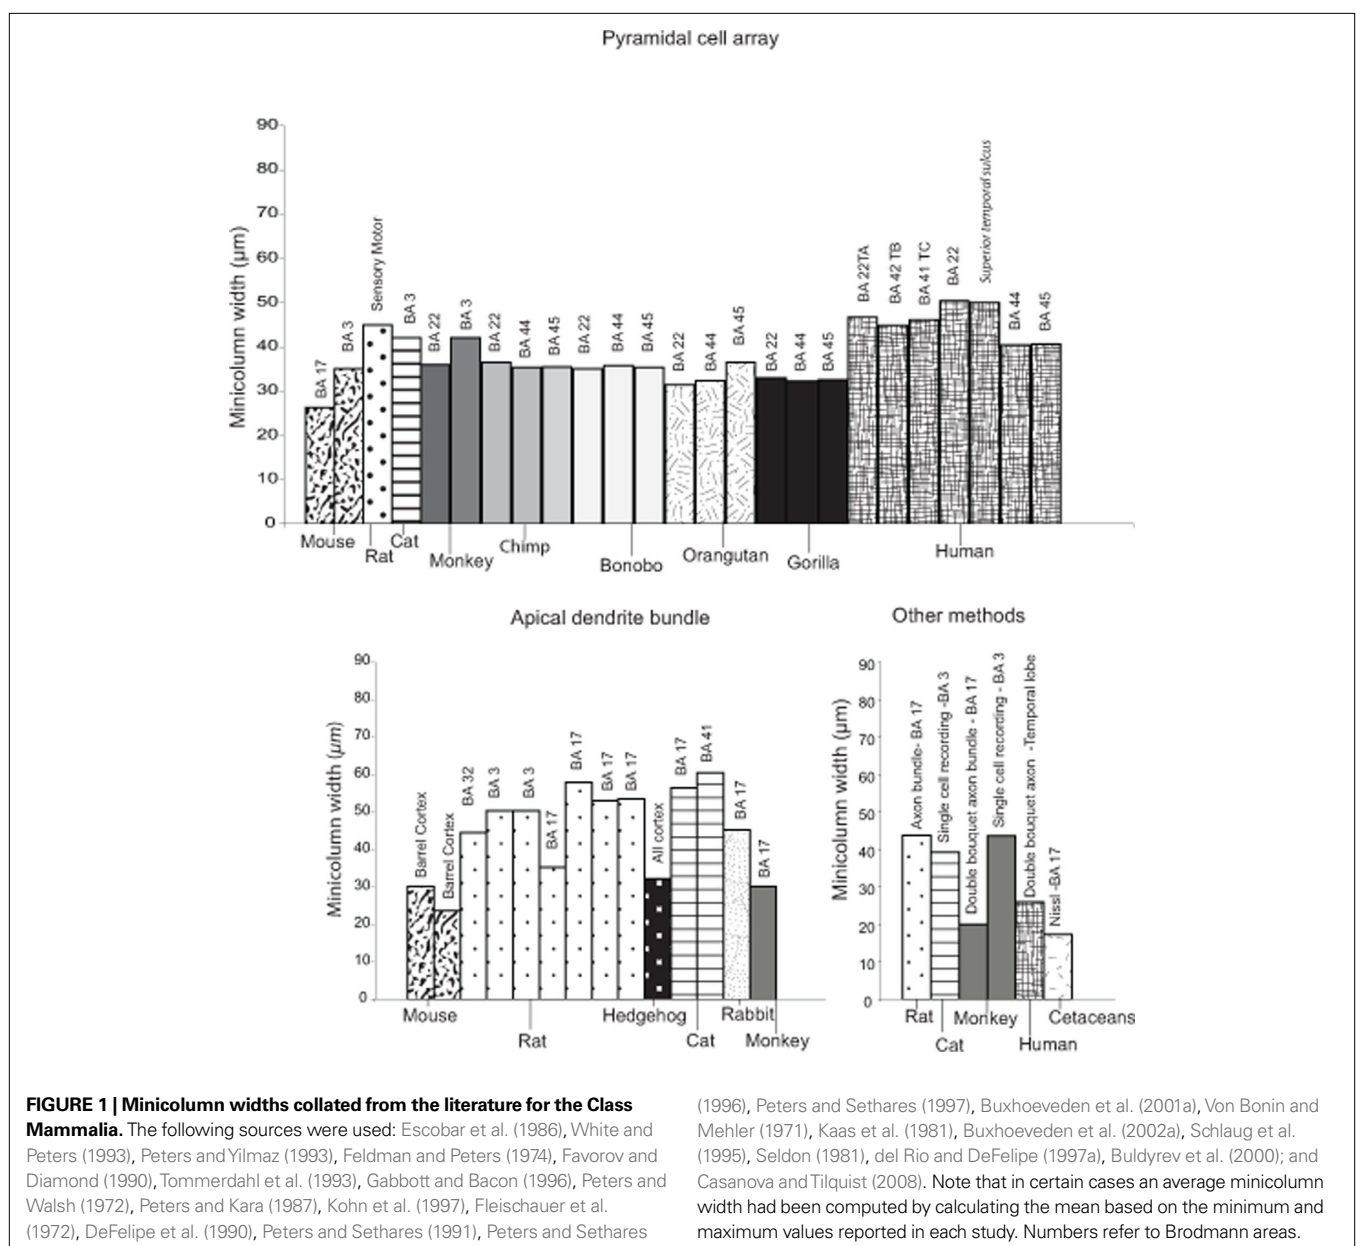 Pyramidal cell array
Minicolumn width (µm)
90
80
70
60
50
40
30
20
10
0
BA 17
BA 3
Sensory Motor
BA 3
BA 22
BA 3
BA 22
BA 44
BA 45
BA 22
BA 44
BA 45
BA 22
BA 44
BA 45
BA 22
BA 44
BA 45
BA 22TA
BA 42 TB
BA 41 TC
BA 22
Superior temporal sulcus
BA 44
BA 45
Mouse
Rat
Cat
Monkey
Chimp
Bonobo
Orangutan
Gorilla
Human
Apical dendrite bundle
Minicolumn width (µm)
90
80
70
60
50
40
30
20
10
0
Barrel Cortex
Barrel Cortex
BA 32
BA 3
BA 3
BA 17
BA 17
BA 17
BA 17
All cortex
BA 17
BA 41
BA 17
BA 17
Mouse
Rat
Hedgehog
Cat
Rabbit
Monkey
Other methods
Minicolumn width (µm)
90
80
70
60
50
40
30
20
10
0
Axon bundle- BA 17
Single cell recording -BA 3
Double bouquet axon bundle - BA 17
Single cell recording - BA 3
Double bouquet axon -Temporal lobe
Nissl -BA 17
Rat
Cat
Monkey
Human
Cetaceans
FIGURE 1 | Minicolumn widths collated from the literature for the Class
Mammalia. The following sources were used: Escobar et al. (1986), White and
Peters (1993), Peters and Yilmaz (1993), Feldman and Peters (1974), Favorov and
Diamond (1990), Tommerdahl et al. (1993), Gabbott and Bacon (1996), Peters and
Walsh (1972), Peters and Kara (1987), Kohn et al. (1997), Fleischauer et al.
(1972), DeFelipe et al. (1990), Peters and Sethares (1991), Peters and Sethares
(1996), Peters and Sethares (1997), Buxhoeveden et al. (2001a), Von Bonin and
Mehler (1971), Kaas et al. (1981), Buxhoeveden et al. (2002a), Schlaug et al.
(1995), Seldon (1981), del Rio and DeFelipe (1997a), Buldyrev et al. (2000); and
Casanova and Tilquist (2008). Note that in certain cases an average minicolumn
width had been computed by calculating the mean based on the minimum and
maximum values reported in each study. Numbers refer to Brodmann areas.